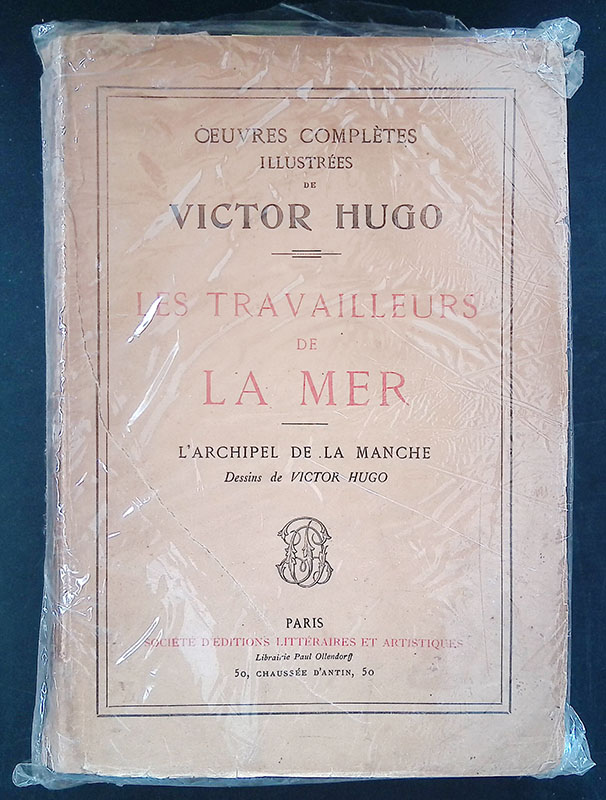 OEUVRES COMPLÈTES
ILLUSTRÉES
DE
VICTOR HUGO
LES TRAVAILLEURS
DE
LA MER
L'ARCHIPEL DE LA MANCHE
Dessins de VICTOR HUGO
PARIS
SOCIÉTÉ D'ÉDITIONS LITTÉRAIRES ET ARTISTIQUES
Librairie Paul Ollendorff
50, CHAUSSÉE D'ANTIN, 50